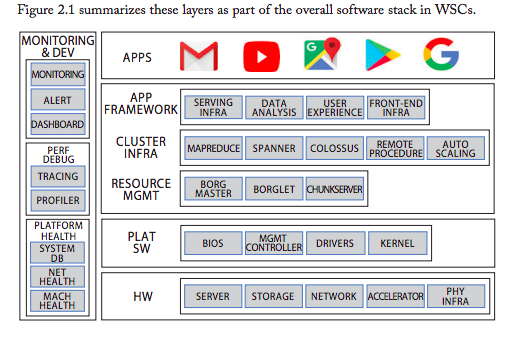 Figure 2.1 summarizes these layers as part of the overall software stack in WSCs.
MONITORING
& DEV
MONITORING
ALERT
DASHBOARD
PERF
DEBUG
TRACING
PROFILER
PLATFORM
HEALTH
SYSTEM
DB
NET
HEALTH
MACH
HEALTH
APPS
G
G
APP
FRAMEWORK
SERVING
INFRA
DATA
ANALYSIS
USER
EXPERIENCE
FRONT-END
INFRA
CLUSTER
INFRA
MAPREDUCE
SPANNER
COLOSSUS
REMOTE
PROCEDURE
AUTO
SCALING
RESOURCE
MGMT
BORG
MASTER
BORGLET
CHUNKSERVER
PLAT
SW
BIOS
MGMT
CONTROLLER
DRIVERS
KERNEL
HW
SERVER
STORAGE
NETWORK
ACCELERATOR
PHY
INFRA